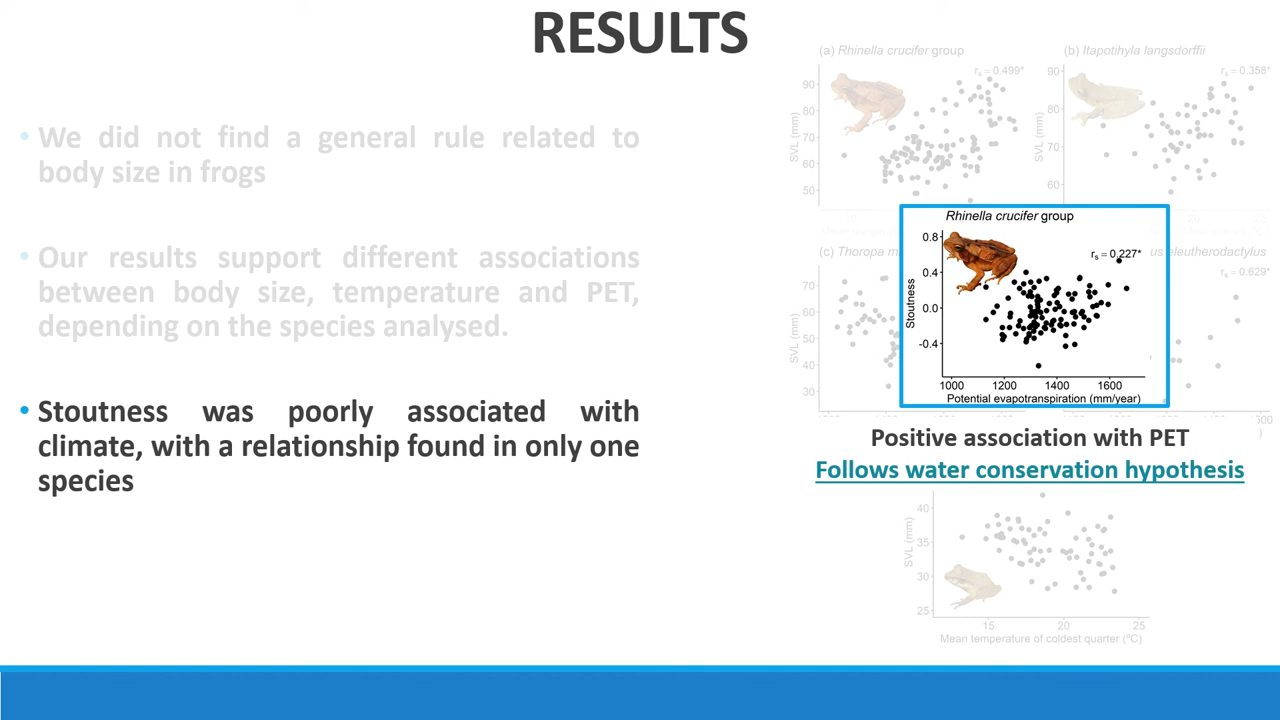 RESULTS
• We did not find a general rule related to
body size in frogs
• Our results support different associations
between body size, temperature and PET,
depending on the species analysed.
• Stoutness was poorly associated with
climate, with a relationship found in only one
species
(a) Rhinella crucifer group
rs = 0.499*
SVL (mm)
90
80
70
60
50
(b) Itapotihyla langsdorffii
rs = 0.358*
SVL (mm)
90
80
70
60
Rhinella crucifer group
rs = 0.227*
Stoutness
0.8
0.4
0.0
-0.4
1000 1200 1400 1600
Potential evapotranspiration (mm/year)
(c) Thoropa m
SVL (mm)
70
60
50
40
30
us eleutherodactylus
rs = 0.629*
Positive association with PET
Follows water conservation hypothesis
SVL (mm)
40
35
30
25
15 20 25
Mean temperature of coldest quarter (ºC)